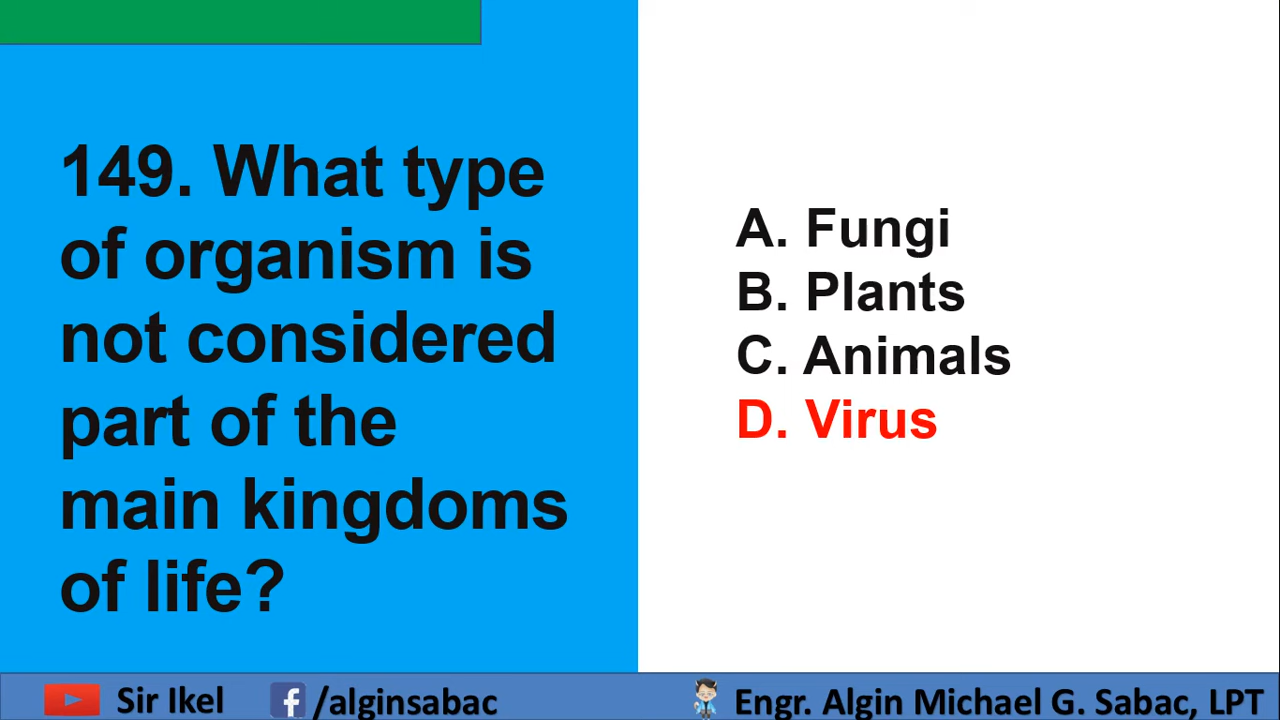 149. What type
of organism is
not considered
part of the
main kingdoms
of life?
A. Fungi
B. Plants
C. Animals
D. Virus
Sir Ikel
/alginsabac
Engr. Algin Michael G. Sabac, LPT